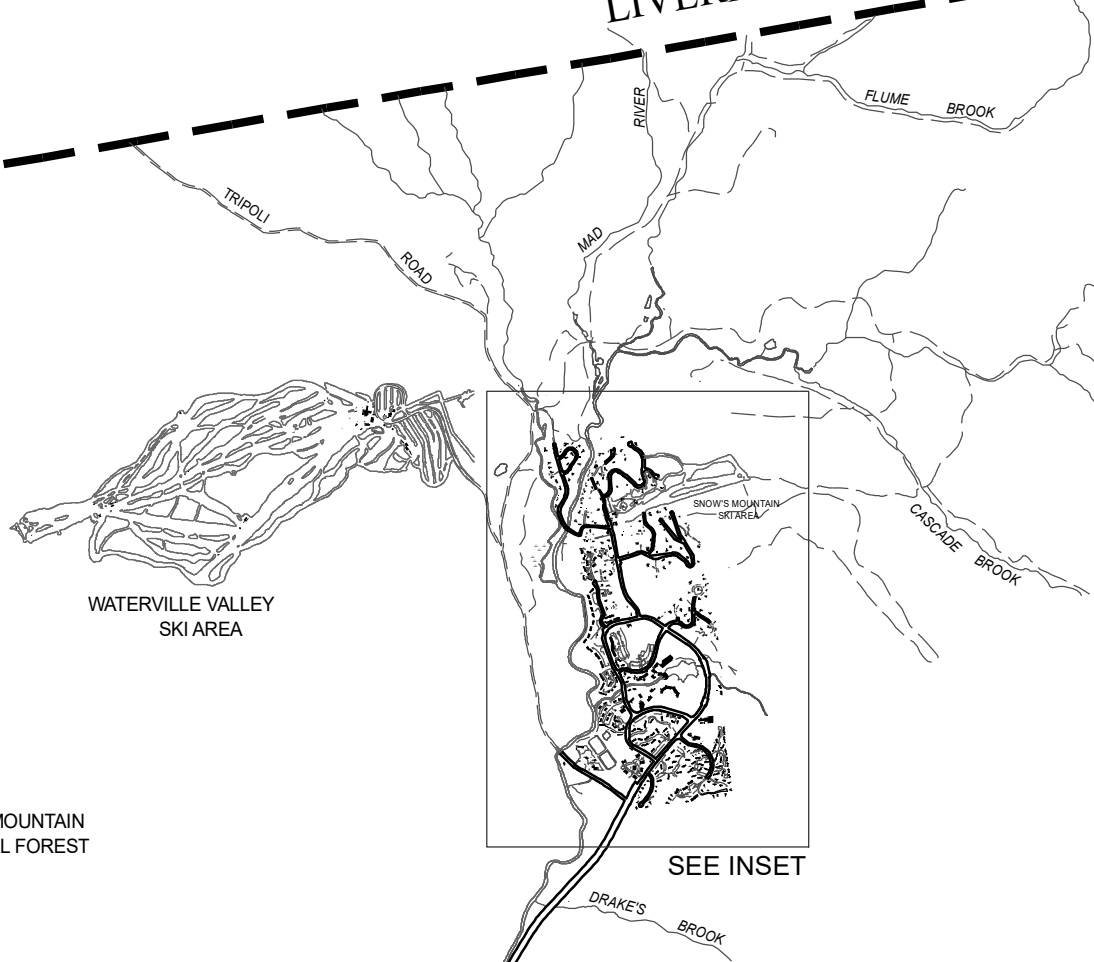 RIVER
FLUME BROOK
TRIPOLI
ROAD
MAD
SNOW'S MOUNTAIN
SKI AREA
CASCADE
BROOK
WATERVILLE VALLEY
SKI AREA
MOUNTAIN
L FOREST
SEE INSET
DRAKE'S
BROOK